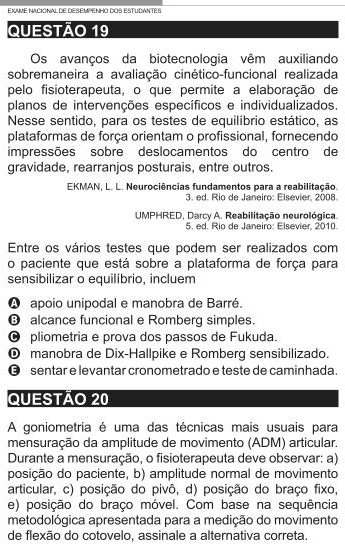 EXAME NACIONAL DE DESEMPENHO DOS ESTUDANTES
QUESTÃO 19
Os avanços da biotecnologia vêm auxiliando
sobremaneira a avaliação cinético-funcional realizada
pelo fisioterapeuta, o que permite a elaboração de
planos de intervenções específicos e individualizados.
Nesse sentido, para os testes de equilíbrio estático, as
plataformas de força orientam o profissional, fornecendo
impressões sobre deslocamentos do centro de
gravidade, rearranjos posturais, entre outros.
EKMAN, L. L. Neurociências fundamentos para a reabilitação.
3. ed. Rio de Janeiro: Elsevier, 2008.
UMPHRED, Darcy A. Reabilitação neurológica.
5. ed. Rio de Janeiro: Elsevier, 2010.
Entre os vários testes que podem ser realizados com
o paciente que está sobre a plataforma de força para
sensibilizar o equilíbrio, incluem
A apoio unipodal e manobra de Barré.
B alcance funcional e Romberg simples.
C pliometria e prova dos passos de Fukuda.
D manobra de Dix-Hallpike e Romberg sensibilizado.
E sentar e levantar cronometrado e teste de caminhada.
QUESTÃO 20
A goniometria é uma das técnicas mais usuais para
mensuração da amplitude de movimento (ADM) articular.
Durante a mensuração, o fisioterapeuta deve observar: a)
posição do paciente, b) amplitude normal de movimento
articular, c) posição do pivô, d) posição do braço fixo,
e) posição do braço móvel. Com base na sequência
metodológica apresentada para a medição do movimento
de flexão do cotovelo, assinale a alternativa correta.